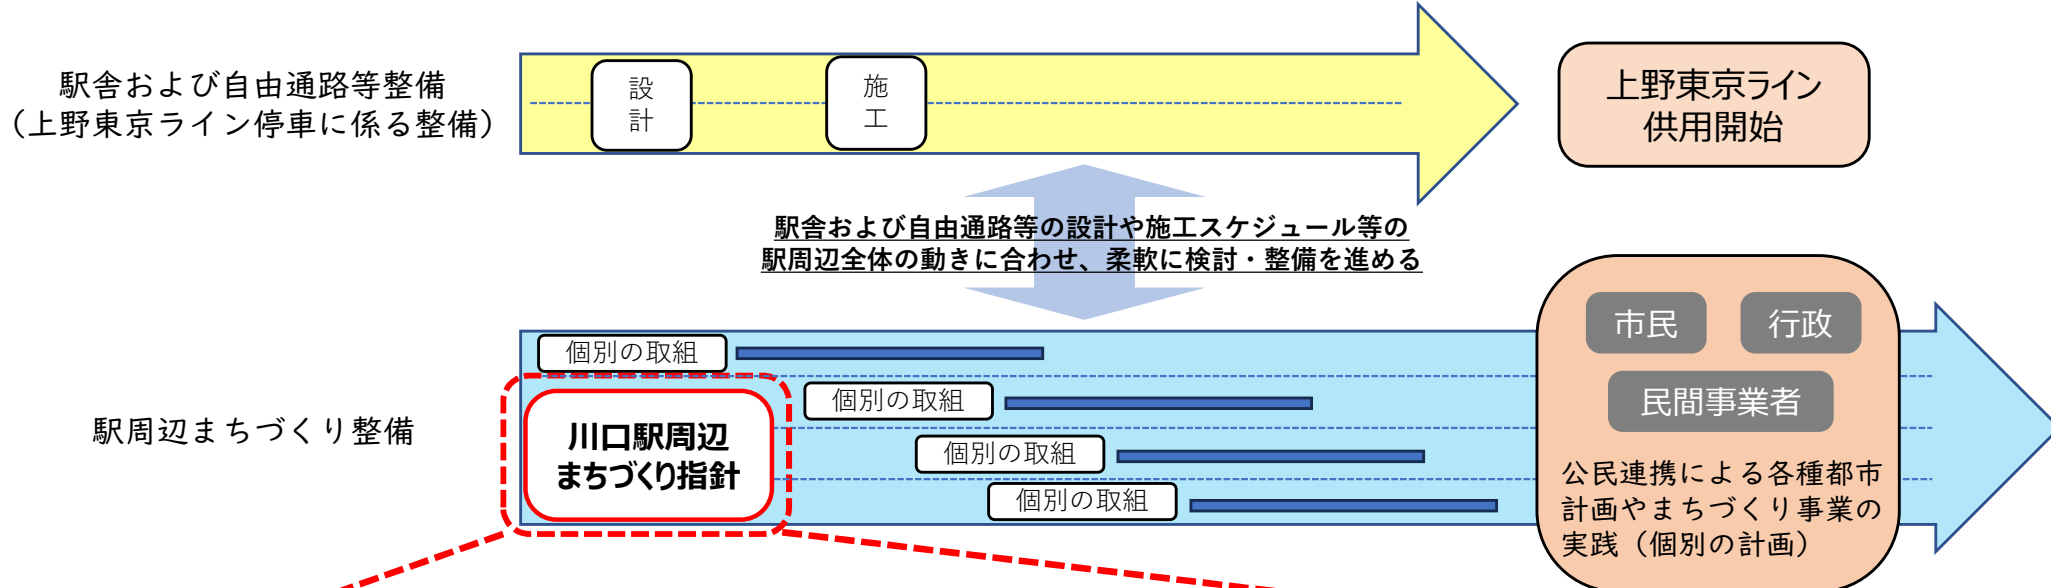 駅舎および自由通路等整備
（上野東京ライン停車に係る整備）
設計
施工
上野東京ライン
供用開始
駅舎および自由通路等の設計や施工スケジュール等の
駅周辺全体の動きに合わせ、柔軟に検討・整備を進める
駅周辺まちづくり整備
個別の取組
川口駅周辺
まちづくり指針
個別の取組
個別の取組
個別の取組
市民
行政
民間事業者
公民連携による各種都市
計画やまちづくり事業の
実践（個別の計画）